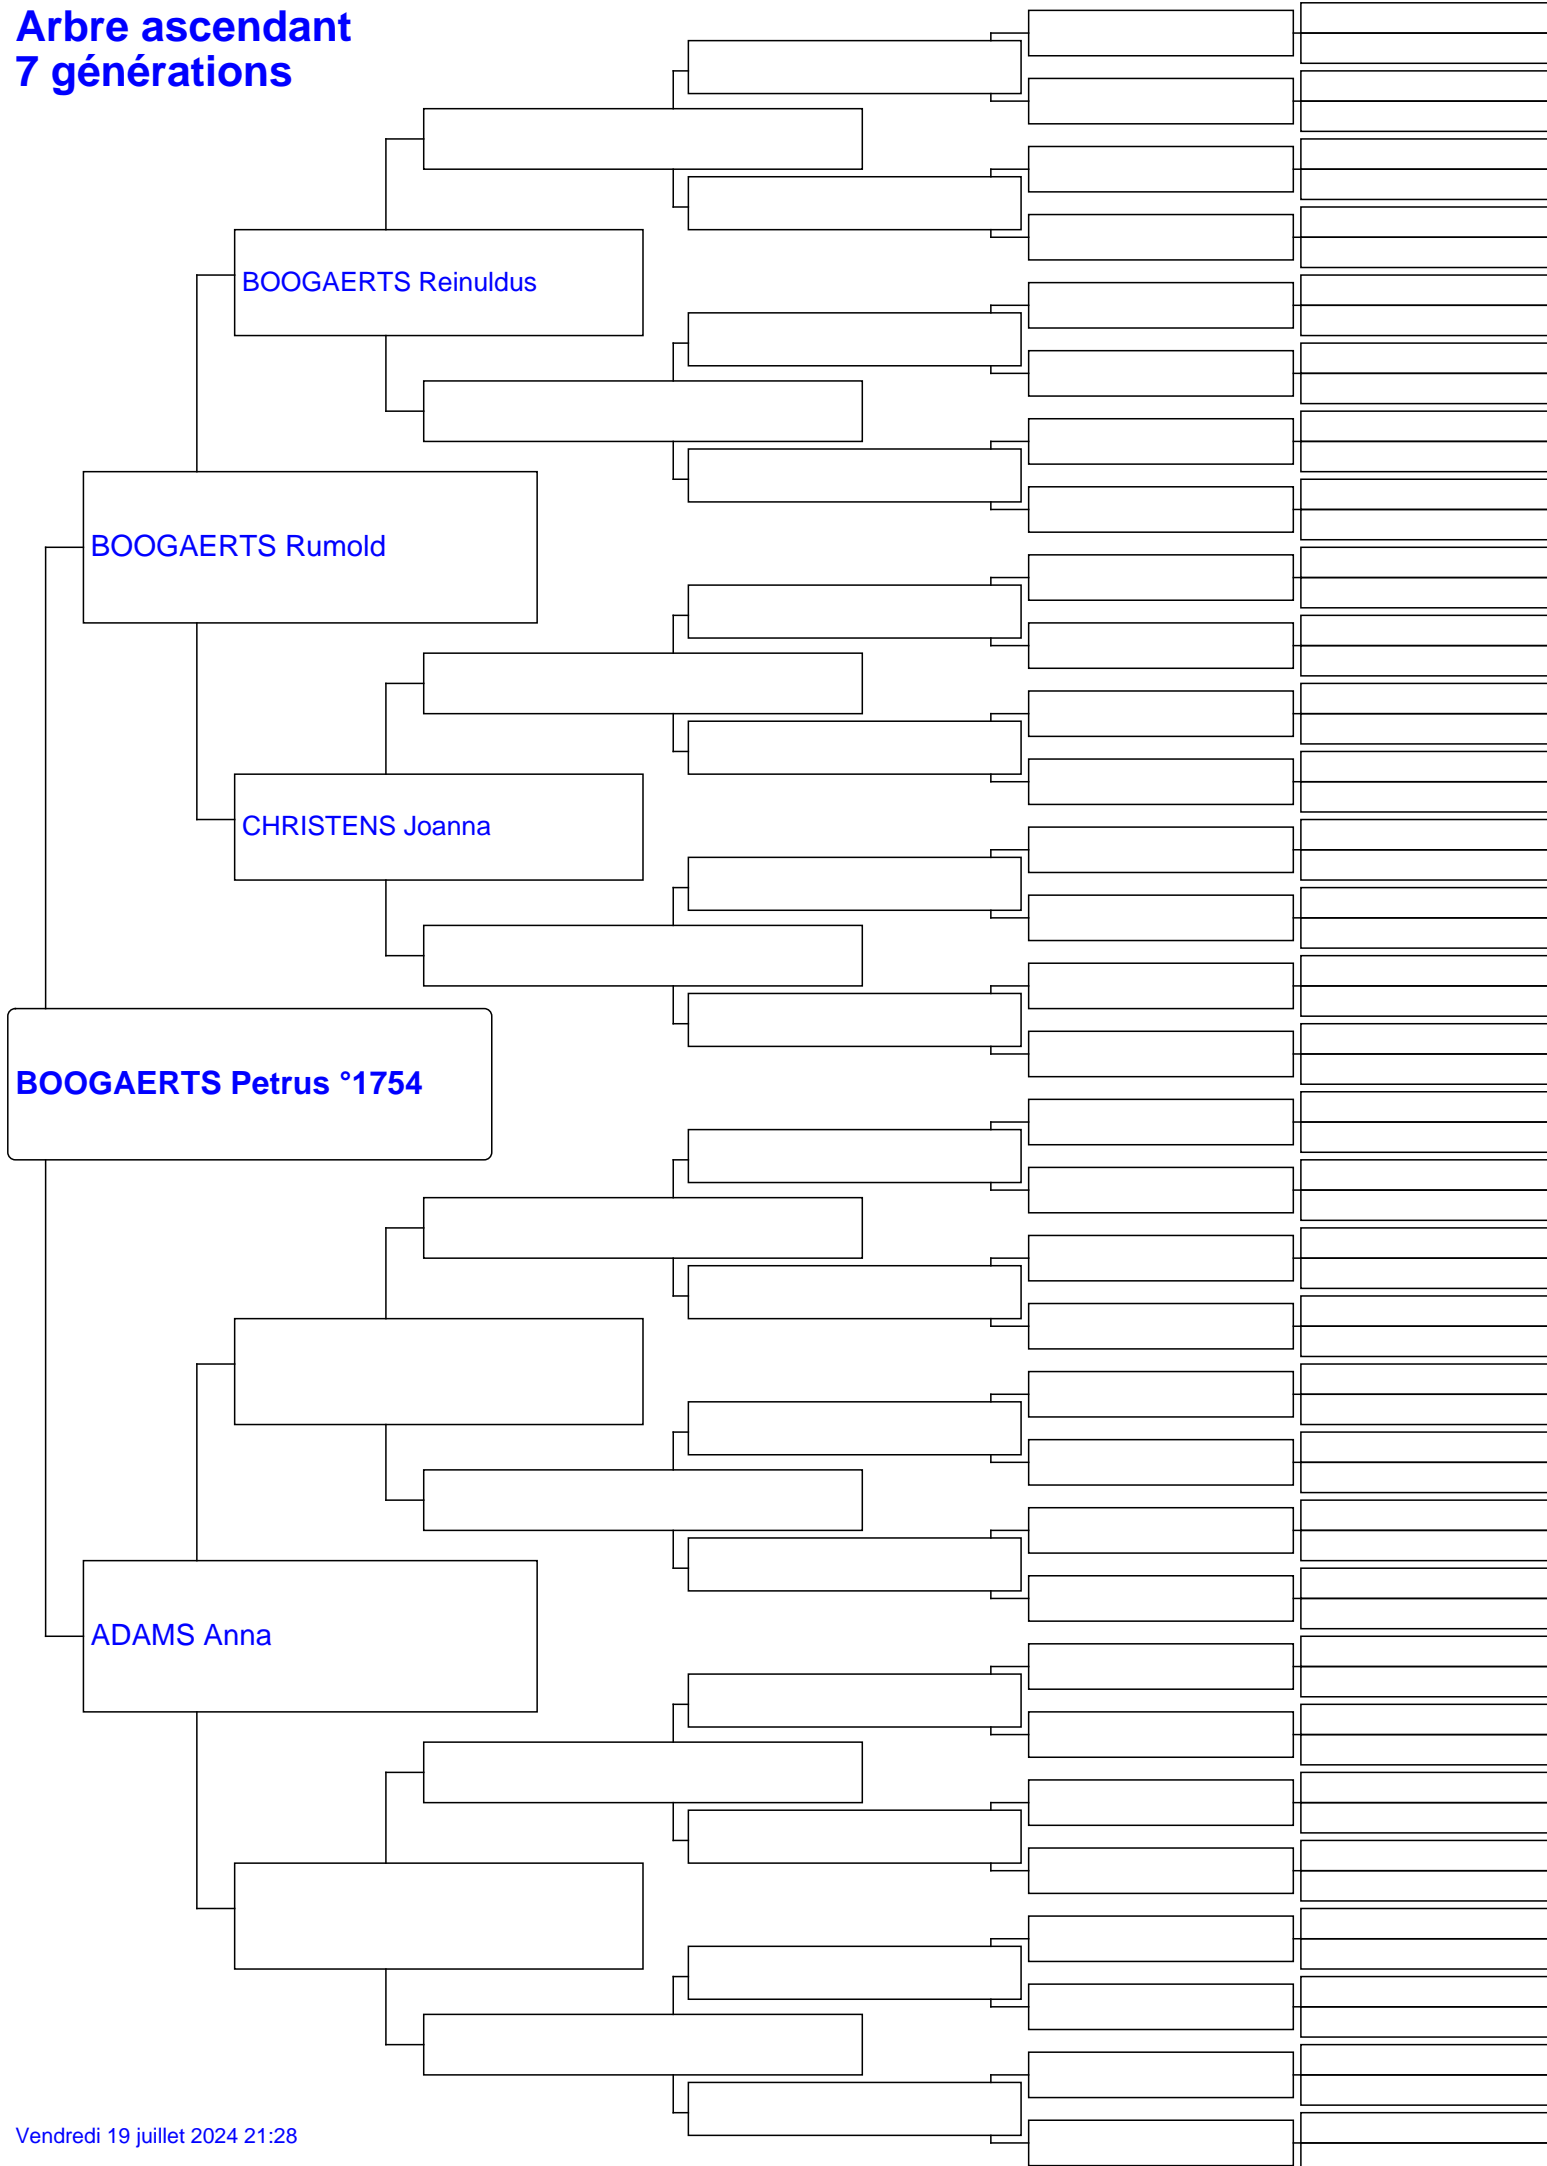 Arbre ascendant
7 générations
BOOGAERTS Reinuldus
BOOGAERTS Rumold
CHRISTENS Joanna
BOOGAERTS Petrus °1754
ADAMS Anna
Vendredi 19 juillet 2024 21:28